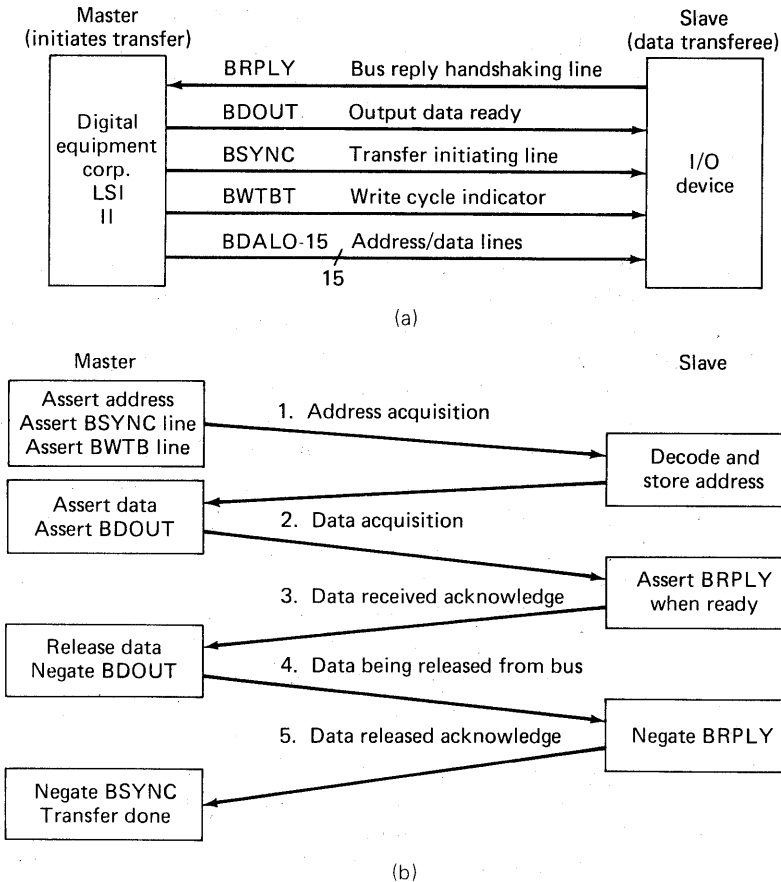 Master
(initiates transfer)
Slave
(data transferee)
BRPLY Bus reply handshaking line
BDOUT Output data ready
BSYNC Transfer initiating line
BWTBT Write cycle indicator
BDALO-15 Address/data lines
15
Digital
equipment
corp.
LSI
II
I/O
device
(a)
Master
Slave
Assert address
Assert BSYNC line
Assert BWTB line
1. Address acquisition
Decode and
store address
Assert data
Assert BDOUT
2. Data acquisition
Assert BRPLY
when ready
3. Data received acknowledge
Release data
Negate BDOUT
4. Data being released from bus
Negate BRPLY
5. Data released acknowledge
Negate BSYNC
Transfer done
(b)